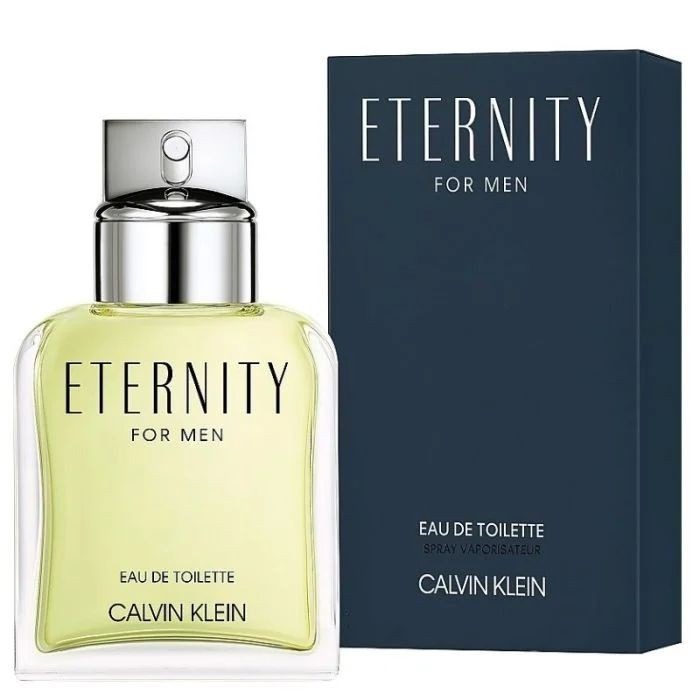 ETERNITY
FOR MEN
EAU DE TOILETTE
CALVIN KLEIN
ETERNITY
FOR MEN
EAU DE TOILETTE
SPRAY VAPORISATEUR
CALVIN KLEIN